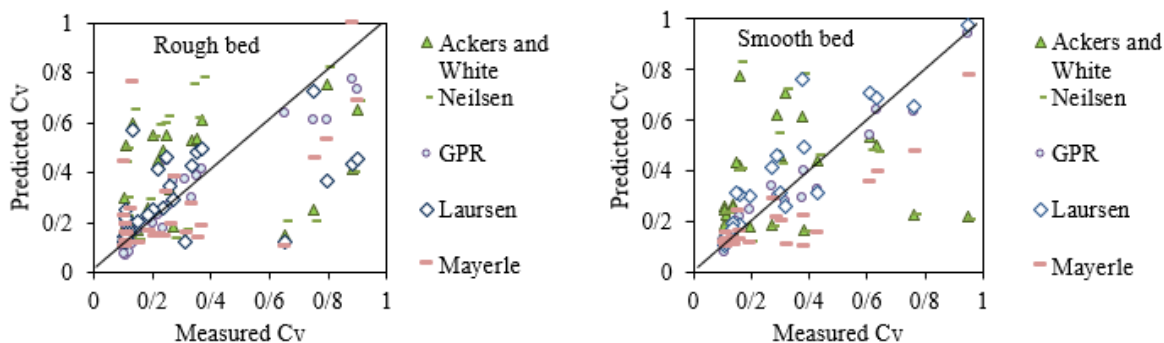 1
0/8
0/6
0/4
0/2
0
Predicted Cv
Rough bed
0
0/2
0/4
0/6
0/8
1
Measured Cv
Ackers and
White
Neilsen
GPR
Laursen
Mayerle
1
0/8
0/6
0/4
0/2
0
Predicted Cv
Smooth bed
0
0/2
0/4
0/6
0/8
1
Measured Cv
Ackers and
White
Neilsen
GPR
Laursen
Mayerle